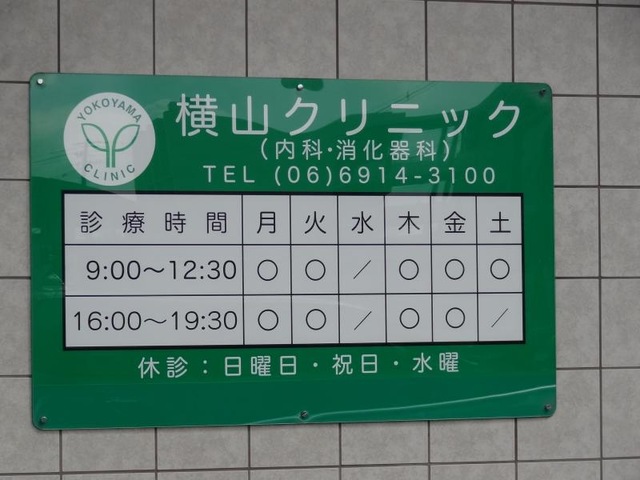 YOKOYAMA
CLINIC
横山クリニック
(内科･消化器科)
TEL (06)6914-3100
診療時間 月 火 水 木 金 土
9:00〜12:30 ○ ○ ／ ○ ○ ○
16:00〜19:30 ○ ○ ／ ○ ○ ／
休診：日曜日・祝日・水曜